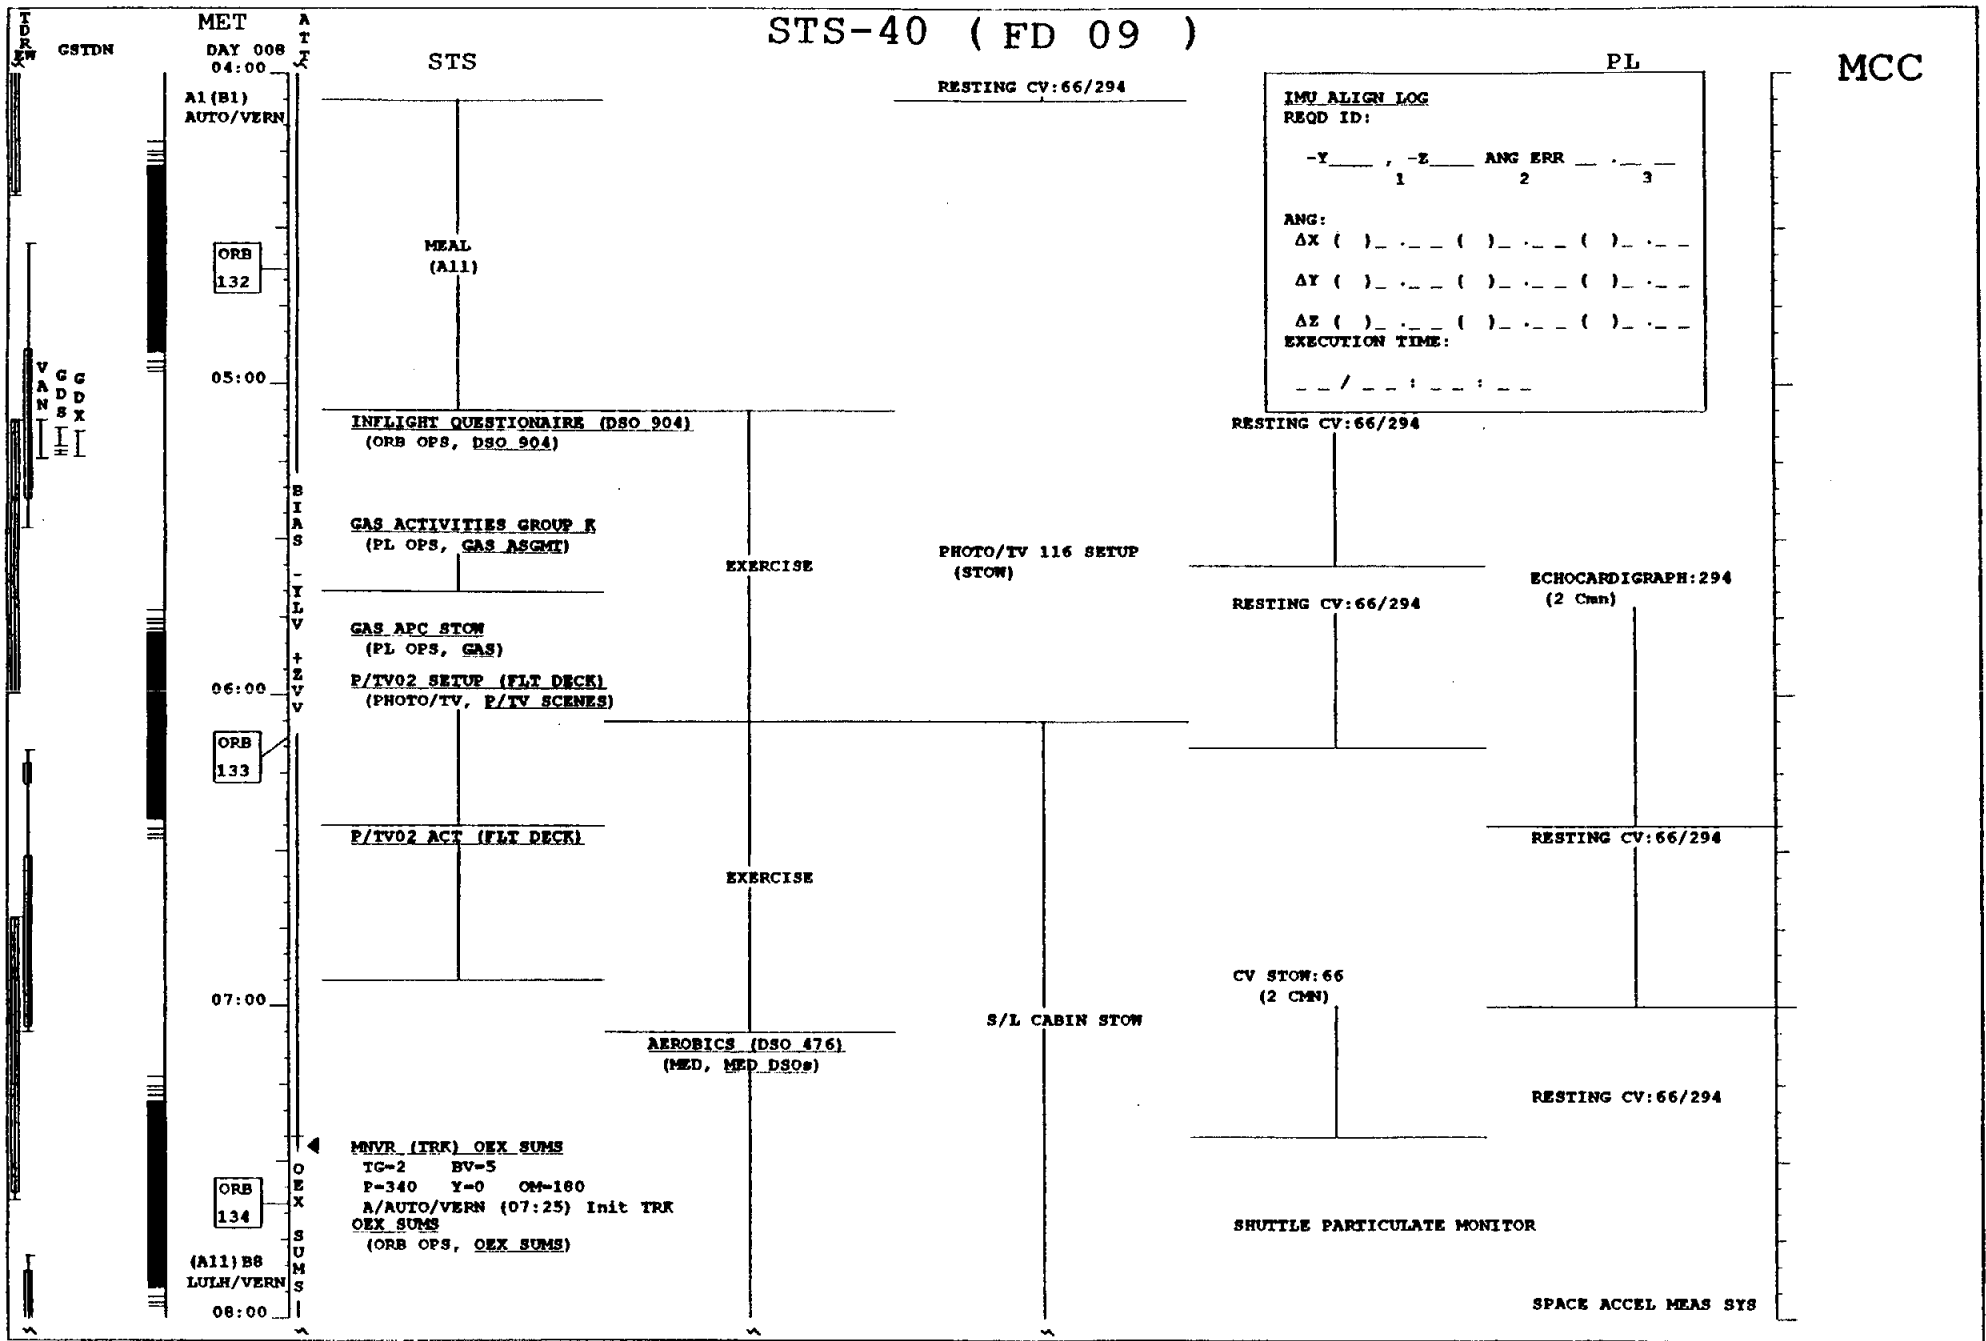 STS-40 ( FD 09 )
TDRS
E W
GSTDN
MET
DAY 008
ATT
STS
PL
MCC
04:00
A1(B1)
AUTO/VERN
ORB
132
05:00
VAN
GDS
GDX
06:00
ORB
133
07:00
ORB
134
(A11)B8
LULH/VERN
08:00
BIAS -YLV +ZVV
OEX SUMS
MEAL
(All)
INFLIGHT QUESTIONAIRE (DSO 904)
(ORB OPS, DSO 904)
GAS ACTIVITIES GROUP K
(PL OPS, GAS ASGMT)
GAS APC STOW
(PL OPS, GAS)
P/TV02 SETUP (FLT DECK)
(PHOTO/TV, P/TV SCENES)
P/TV02 ACT (FLT DECK)
MNVR (TRK) OEX SUMS
TG=2 BV=5
P=340 Y=0 OM=180
A/AUTO/VERN (07:25) Init TRK
OEX SUMS
(ORB OPS, OEX SUMS)
EXERCISE
EXERCISE
AEROBICS (DSO 476)
(MED, MED DSOs)
RESTING CV:66/294
PHOTO/TV 116 SETUP
(STOW)
S/L CABIN STOW
IMU ALIGN LOG
REQD ID:
-Y____ , -Z____ ANG ERR __ .__ __
1 2 3
ANG:
ΔX ( )_ ._ _ ( )_ ._ _ ( )_ ._ _
ΔY ( )_ ._ _ ( )_ ._ _ ( )_ ._ _
ΔZ ( )_ ._ _ ( )_ ._ _ ( )_ ._ _
EXECUTION TIME:
_ _ / _ _ : _ _ : _ _
RESTING CV:66/294
RESTING CV:66/294
CV STOW:66
(2 CMN)
SHUTTLE PARTICULATE MONITOR
ECHOCARDIGRAPH:294
(2 Cmn)
RESTING CV:66/294
RESTING CV:66/294
SPACE ACCEL MEAS SYS